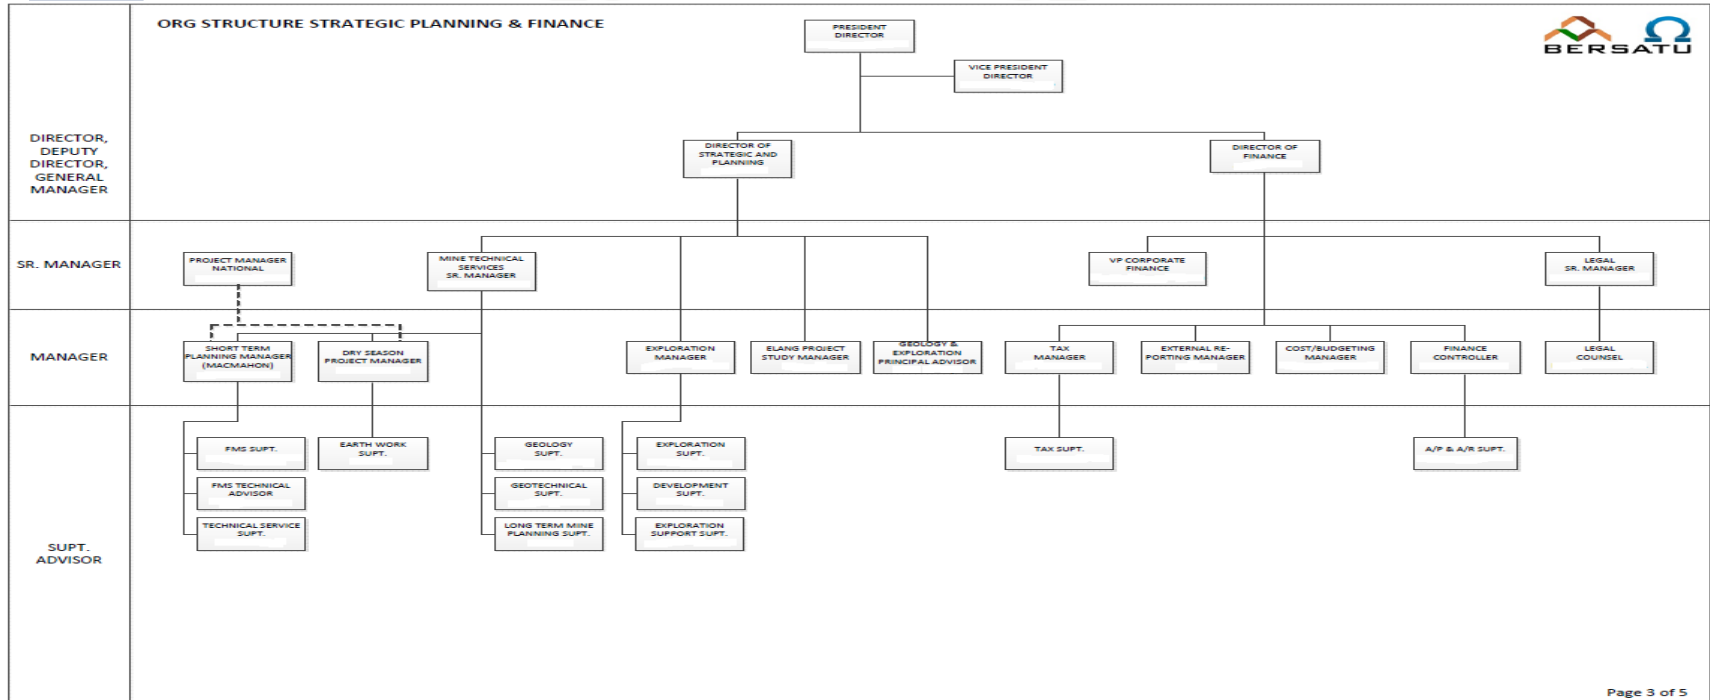 ORG STRUCTURE STRATEGIC PLANNING & FINANCE
PRESIDENT
DIRECTOR
BERSATU
VICE PRESIDENT
DIRECTOR
DIRECTOR,
DEPUTY
DIRECTOR,
GENERAL
MANAGER
DIRECTOR OF
STRATEGIC AND
PLANNING
DIRECTOR OF
FINANCE
SR. MANAGER
PROJECT MANAGER
NATIONAL
MINE TECHNICAL
SERVICES
SR. MANAGER
VP CORPORATE
FINANCE
LEGAL
SR. MANAGER
MANAGER
SHORT TERM
PLANNING MANAGER
(MACMAHON)
DRY SEASON
PROJECT MANAGER
EXPLORATION
MANAGER
ELANG PROJECT
STUDY MANAGER
GEOLOGY &
EXPLORATION
PRINCIPAL ADVISOR
TAX
MANAGER
EXTERNAL RE-
PORTING MANAGER
COST/BUDGETING
MANAGER
FINANCE
CONTROLLER
LEGAL
COUNSEL
SUPT.
ADVISOR
FMS SUPT.
EARTH WORK
SUPT.
GEOLOGY
SUPT.
EXPLORATION
SUPT.
TAX SUPT.
A/P & A/R SUPT.
FMS TECHNICAL
ADVISOR
GEOTECHNICAL
SUPT.
DEVELOPMENT
SUPT.
TECHNICAL SERVICE
SUPT.
LONG TERM MINE
PLANNING SUPT.
EXPLORATION
SUPPORT SUPT.
Page 3 of 5